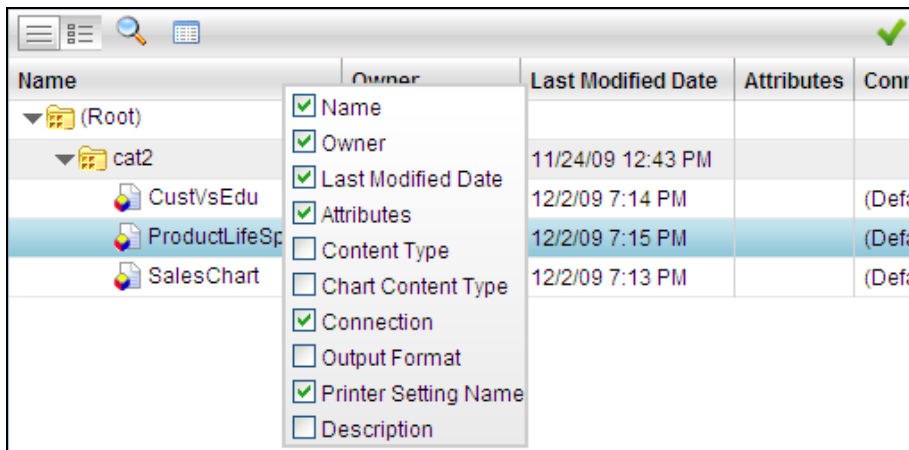 Name Owner Last Modified Date Attributes
(Root)
cat2 11/24/09 12:43 PM
CustVsEdu 12/2/09 7:14 PM
12/2/09 7:15 PM
SalesChart 12/2/09 7:13 PM
Name
Owner
Last Modified Date
Attributes
Content Type
Chart Content Type
Connection
Output Format
Printer Setting Name
Description